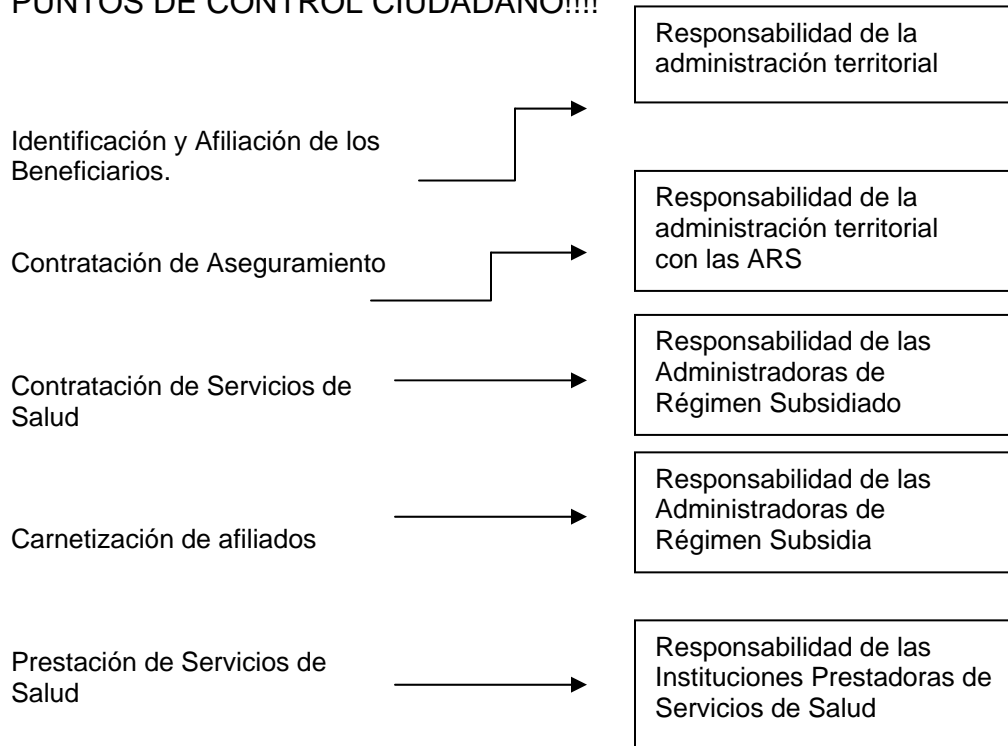 PUNTOS DE CONTROL CIUDADANO!!!!
Responsabilidad de la
administración territorial
Identificación y Afiliación de los
Beneficiarios.
Responsabilidad de la
administración territorial
con las ARS
Contratación de Aseguramiento
Responsabilidad de las
Administradoras de
Régimen Subsidiado
Contratación de Servicios de
Salud
Responsabilidad de las
Administradoras de
Régimen Subsidia
Carnetización de afiliados
Responsabilidad de las
Instituciones Prestadoras de
Servicios de Salud
Prestación de Servicios de
Salud